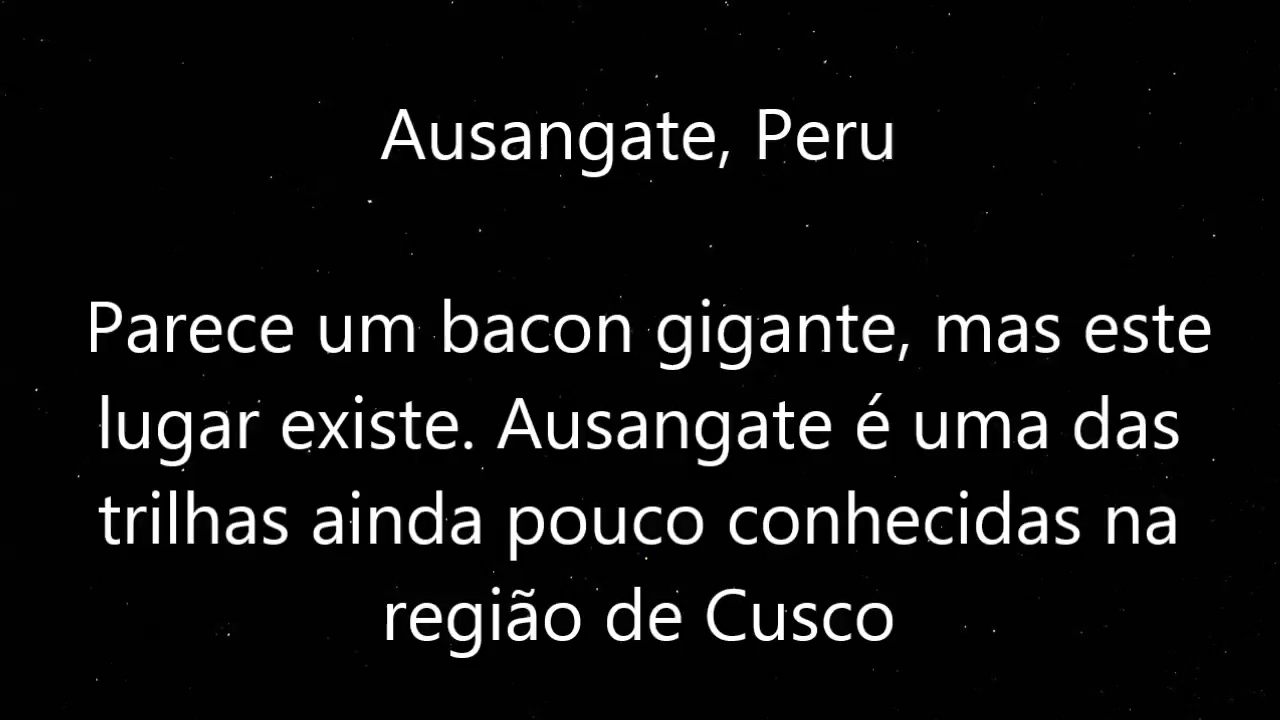 Ausangate, Peru
Parece um bacon gigante, mas este
lugar existe. Ausangate é uma das
trilhas ainda pouco conhecidas na
região de Cusco